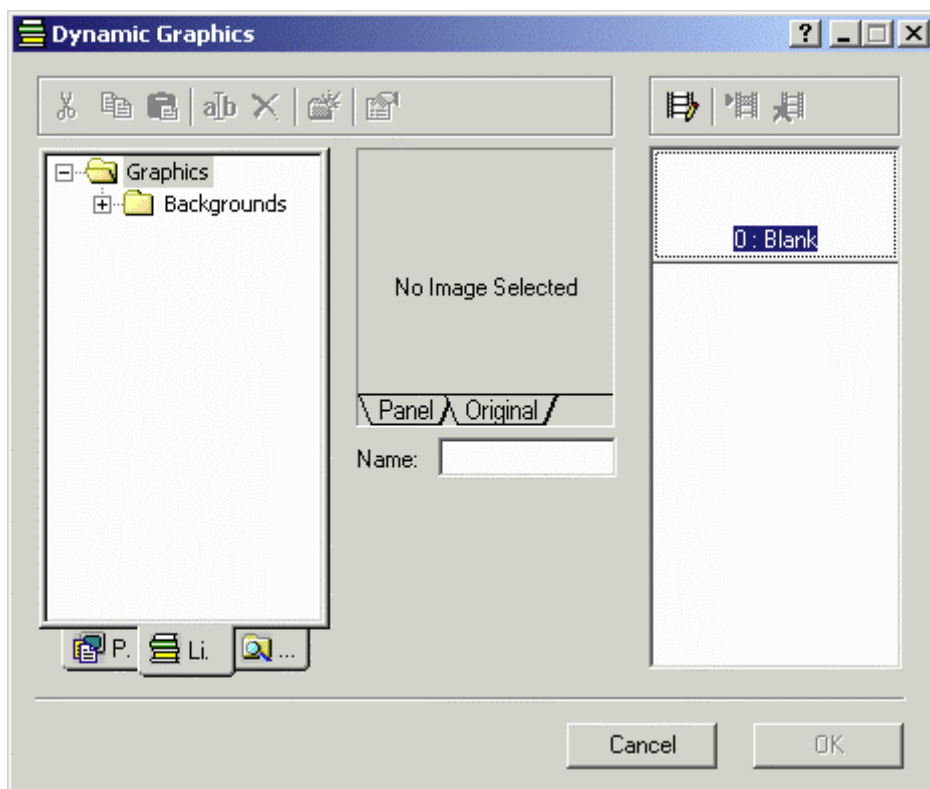 Dynamic Graphics
a]b
Graphics
Backgrounds
No Image Selected
Panel
Original
Name:
0 : Blank
P.
Li.
...
Cancel
OK